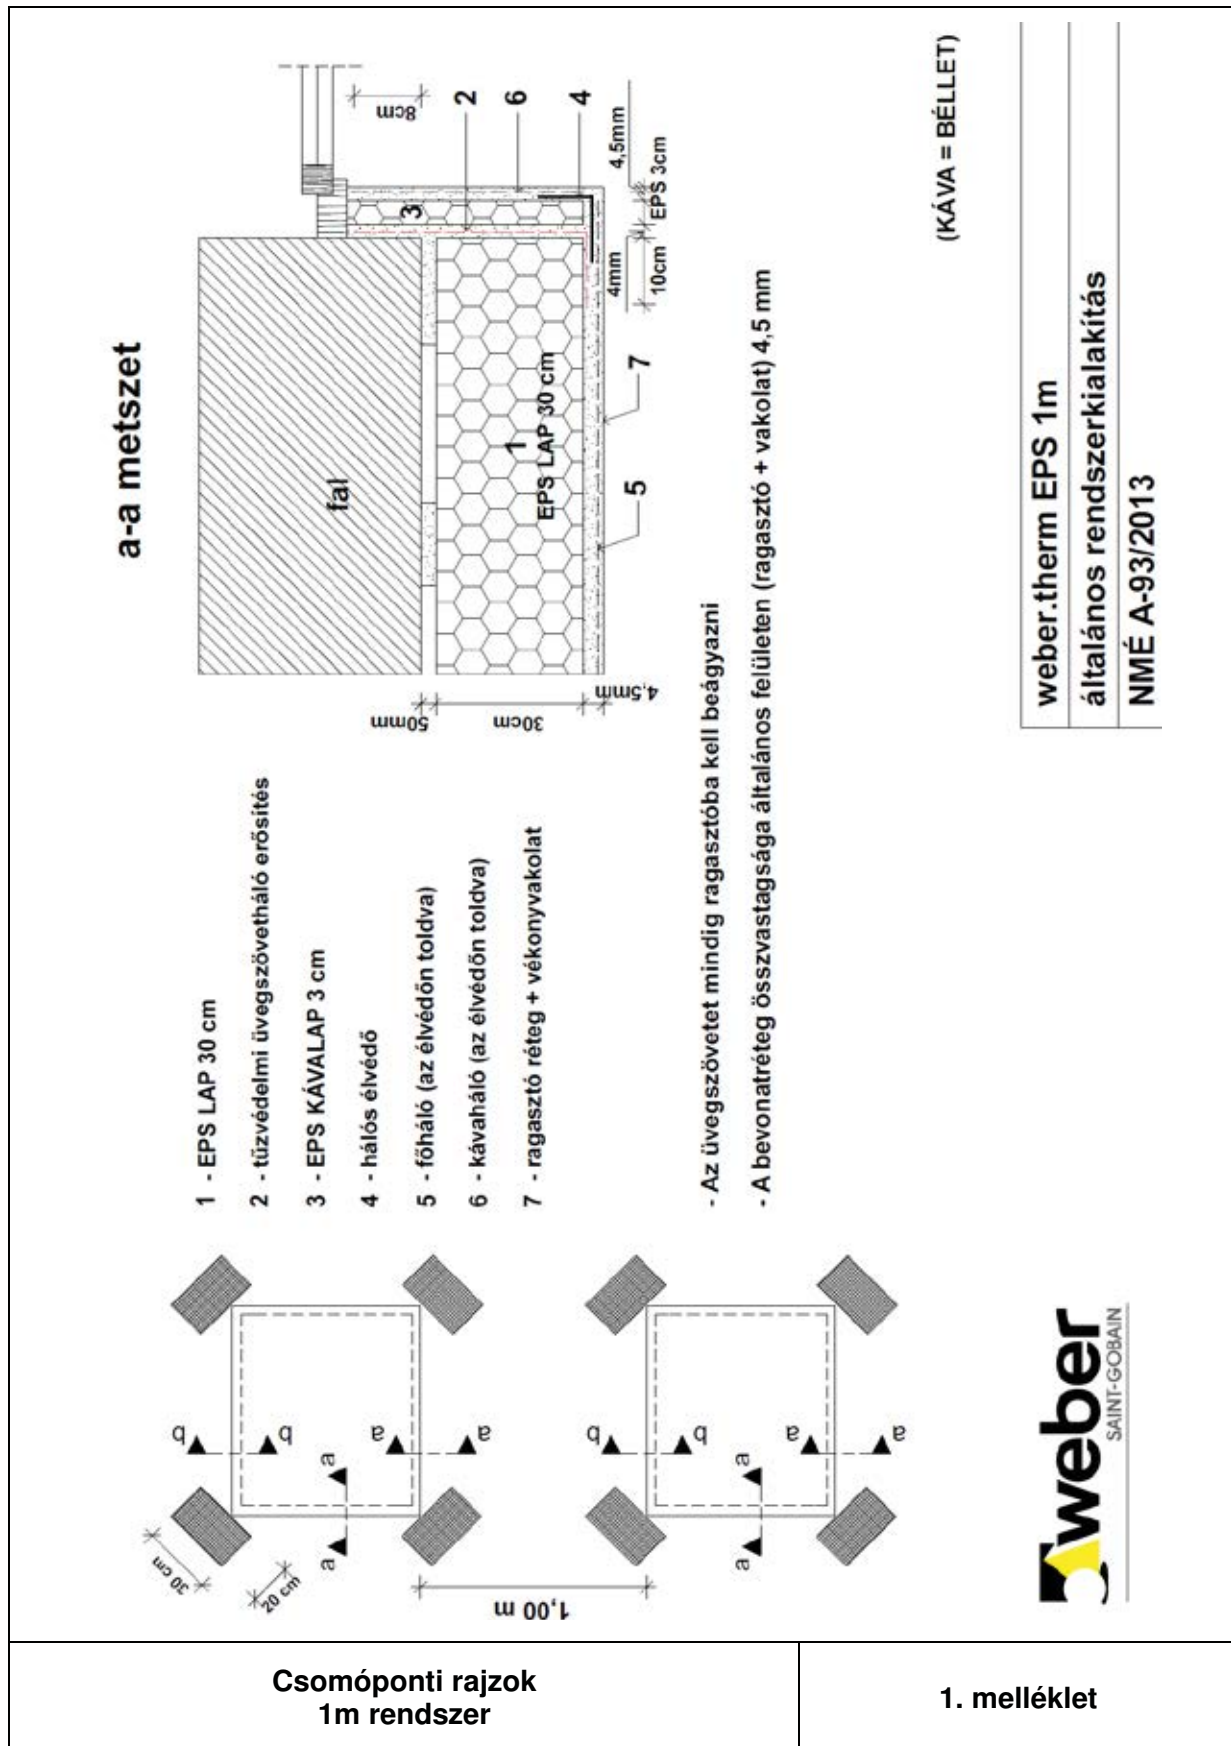 a-a metszet
fal
1
EPS LAP 30 cm
3
8cm
2
6
4
4,5mm
EPS 3cm
4mm
10cm
7
5
50mm
30cm
4,5mm
(KÁVA = BÉLLET)
1 - EPS LAP 30 cm
2 - tűzvédelmi üvegszövetháló erősítés
3 - EPS KÁVALAP 3 cm
4 - hálós élvédő
5 - főháló (az élvédőn toldva)
6 - kávaháló (az élvédőn toldva)
7 - ragasztó réteg + vékonyvakolat
- Az üvegszövetet mindig ragasztóba kell beágyazni
- A bevonatréteg összvastagsága általános felületen (ragasztó + vakolat) 4,5 mm
b
b
a
a
a
a
30 cm
20 cm
1,00 m
b
b
a
a
a
a
weber
SAINT-GOBAIN
weber.therm EPS 1m
általános rendszerkialakítás
NMÉ A-93/2013
Csomóponti rajzok
1m rendszer
1. melléklet